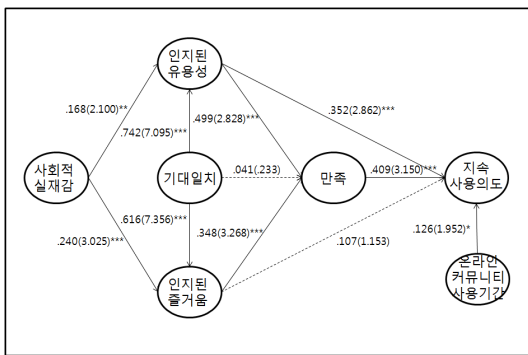 인지된
유용성
.168(2.100)**
.352(2.862)***
.742(7.095)***
.499(2.828)***
사회적
실재감
기대일치
.041(.233)
만족
.409(3.150)***
지속
사용의도
.616(7.356)***
.348(3.268)***
.240(3.025)***
.107(1.153)
.126(1.952)*
인지된
즐거움
온라인
커뮤니티
사용기간